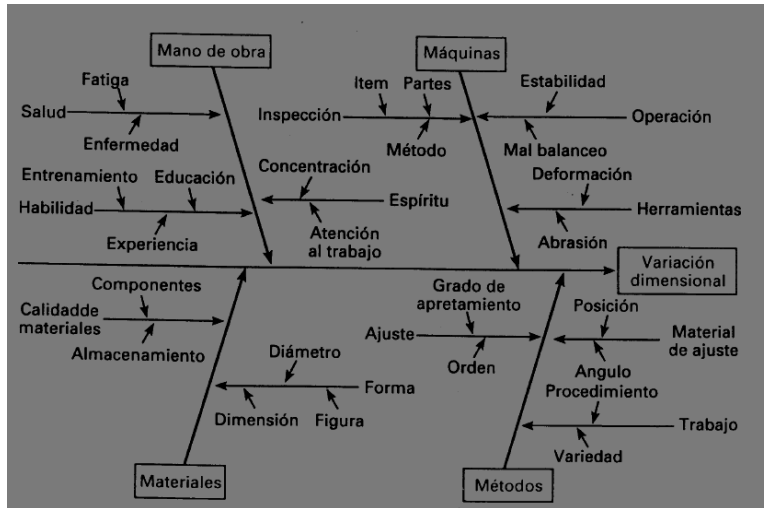 Mano de obra
Máquinas
Fatiga
Salud
Enfermedad
Entrenamiento
Educación
Habilidad
Experiencia
Concentración
Espíritu
Atención
al trabajo
Item
Partes
Inspección
Método
Estabilidad
Operación
Mal balanceo
Deformación
Herramientas
Abrasión
Variación
dimensional
Componentes
Calidadde
materiales
Almacenamiento
Diámetro
Forma
Dimensión
Figura
Materiales
Grado de
apretamiento
Ajuste
Orden
Posición
Material
de ajuste
Angulo
Procedimiento
Trabajo
Variedad
Métodos